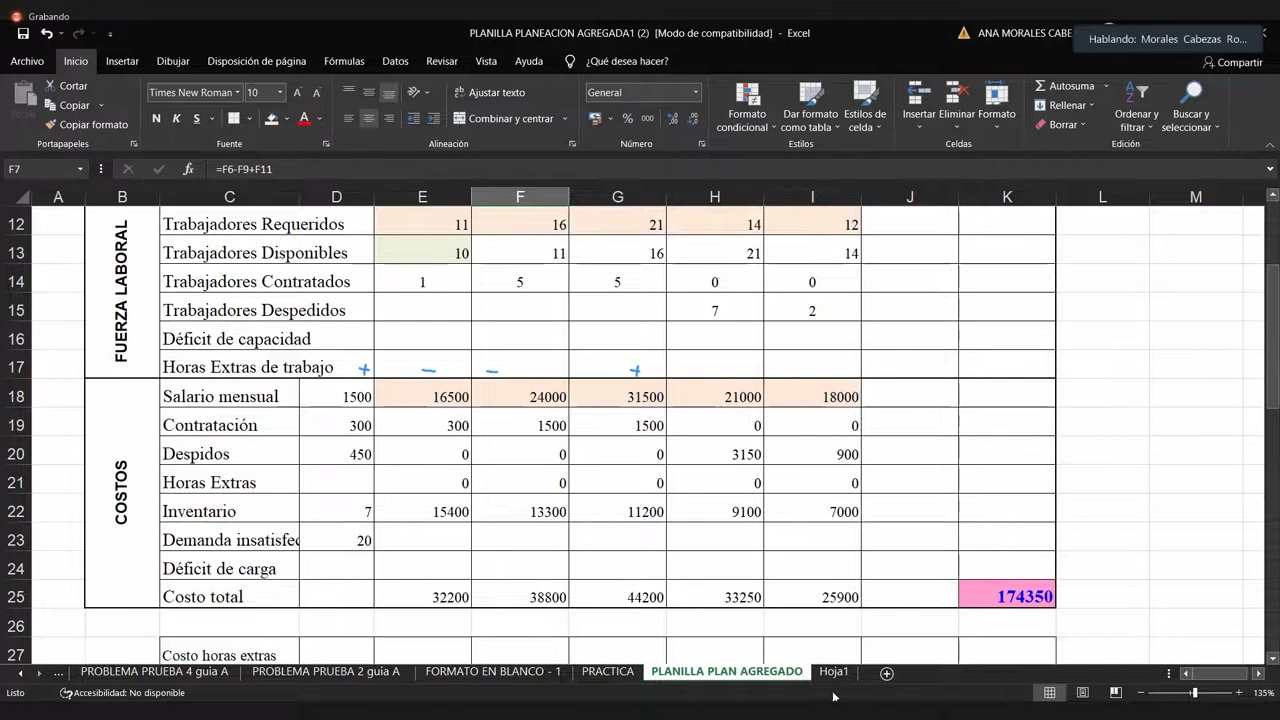 Grabando
PLANILLA PLANEACION AGREGADA1 (2) [Modo de compatibilidad] - Excel
ANA MORALES CABE
Hablando: Morales Cabezas Ro...
Archivo Inicio Insertar Dibujar Disposición de página Fórmulas Datos Revisar Vista Ayuda ¿Qué desea hacer? Compartir
Cortar
Copiar
Copiar formato
Portapapeles
Times New Roman 10
N K S
Fuente
Ajustar texto
Combinar y centrar
Alineación
General
% 000
Número
Formato condicional
Dar formato como tabla
Estilos de celda
Estilos
Insertar Eliminar Formato
Celdas
Autosuma
Rellenar
Borrar
Ordenar y filtrar
Buscar y seleccionar
Edición
F7 fx =F6-F9+F11
A B C D E F G H I J K L M
FUERZA LABORAL
12 Trabajadores Requeridos 11 16 21 14 12
13 Trabajadores Disponibles 10 11 16 21 14
14 Trabajadores Contratados 1 5 5 0 0
15 Trabajadores Despedidos 7 2
16 Déficit de capacidad
17 Horas Extras de trabajo + - - +
COSTOS
18 Salario mensual 1500 16500 24000 31500 21000 18000
19 Contratación 300 300 1500 1500 0 0
20 Despidos 450 0 0 0 3150 900
21 Horas Extras 0 0 0 0 0
22 Inventario 7 15400 13300 11200 9100 7000
23 Demanda insatisfec 20
24 Déficit de carga
25 Costo total 32200 38800 44200 33250 25900 174350
26
27 Costo horas extras
... PROBLEMA PRUEBA 4 guia A PROBLEMA PRUEBA 2 guia A FORMATO EN BLANCO - 1 PRACTICA PLANILLA PLAN AGREGADO Hoja1
Listo Accesibilidad: No disponible 135%